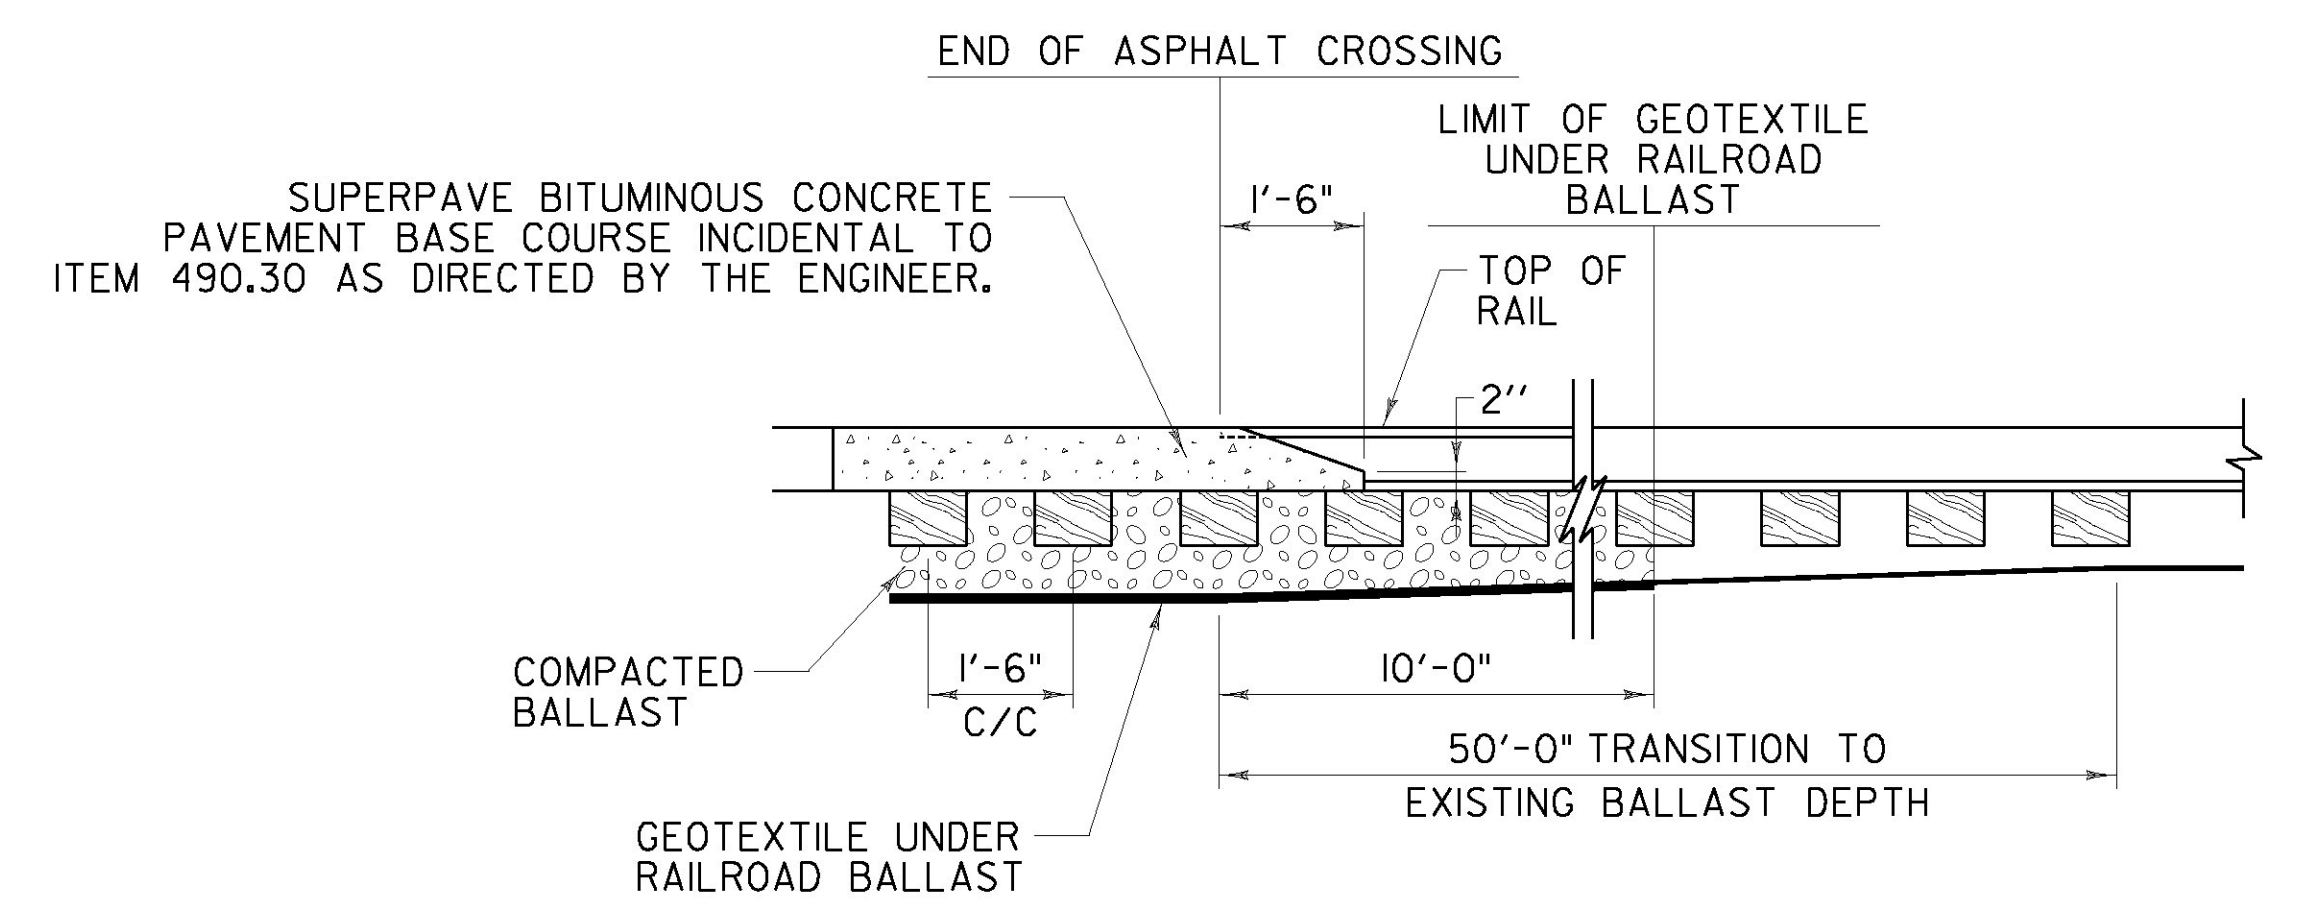 END OF ASPHALT CROSSING
LIMIT OF GEOTEXTILE
UNDER RAILROAD
BALLAST
SUPERPAVE BITUMINOUS CONCRETE
PAVEMENT BASE COURSE INCIDENTAL TO
ITEM 490.30 AS DIRECTED BY THE ENGINEER.
1'-6"
TOP OF
RAIL
2''
COMPACTED
BALLAST
1'-6"
C/C
10'-0"
50'-0" TRANSITION TO
EXISTING BALLAST DEPTH
GEOTEXTILE UNDER
RAILROAD BALLAST